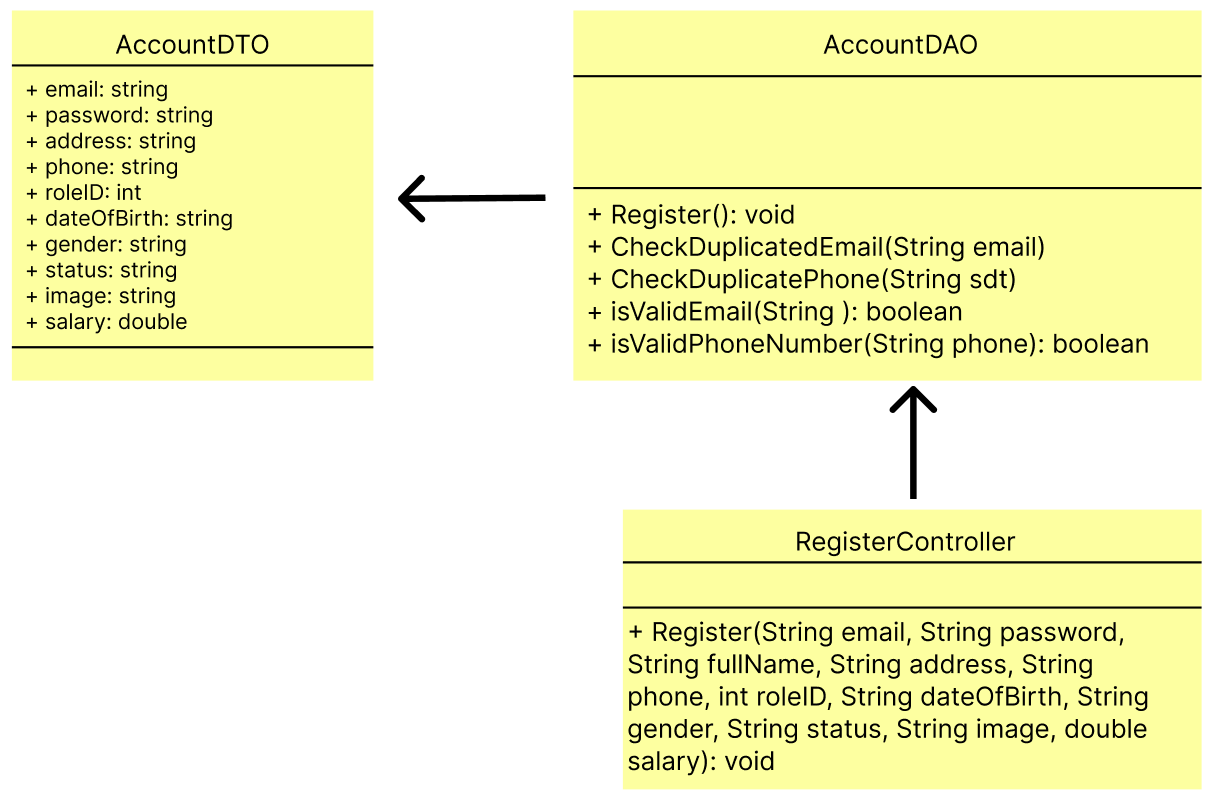 AccountDTO
+ email: string
+ password: string
+ address: string
+ phone: string
+ roleID: int
+ dateOfBirth: string
+ gender: string
+ status: string
+ image: string
+ salary: double
AccountDAO
+ Register(): void
+ CheckDuplicatedEmail(String email)
+ CheckDuplicatePhone(String sdt)
+ isValidEmail(String ): boolean
+ isValidPhoneNumber(String phone): boolean
RegisterController
+ Register(String email, String password,
String fullName, String address, String
phone, int roleID, String dateOfBirth, String
gender, String status, String image, double
salary): void